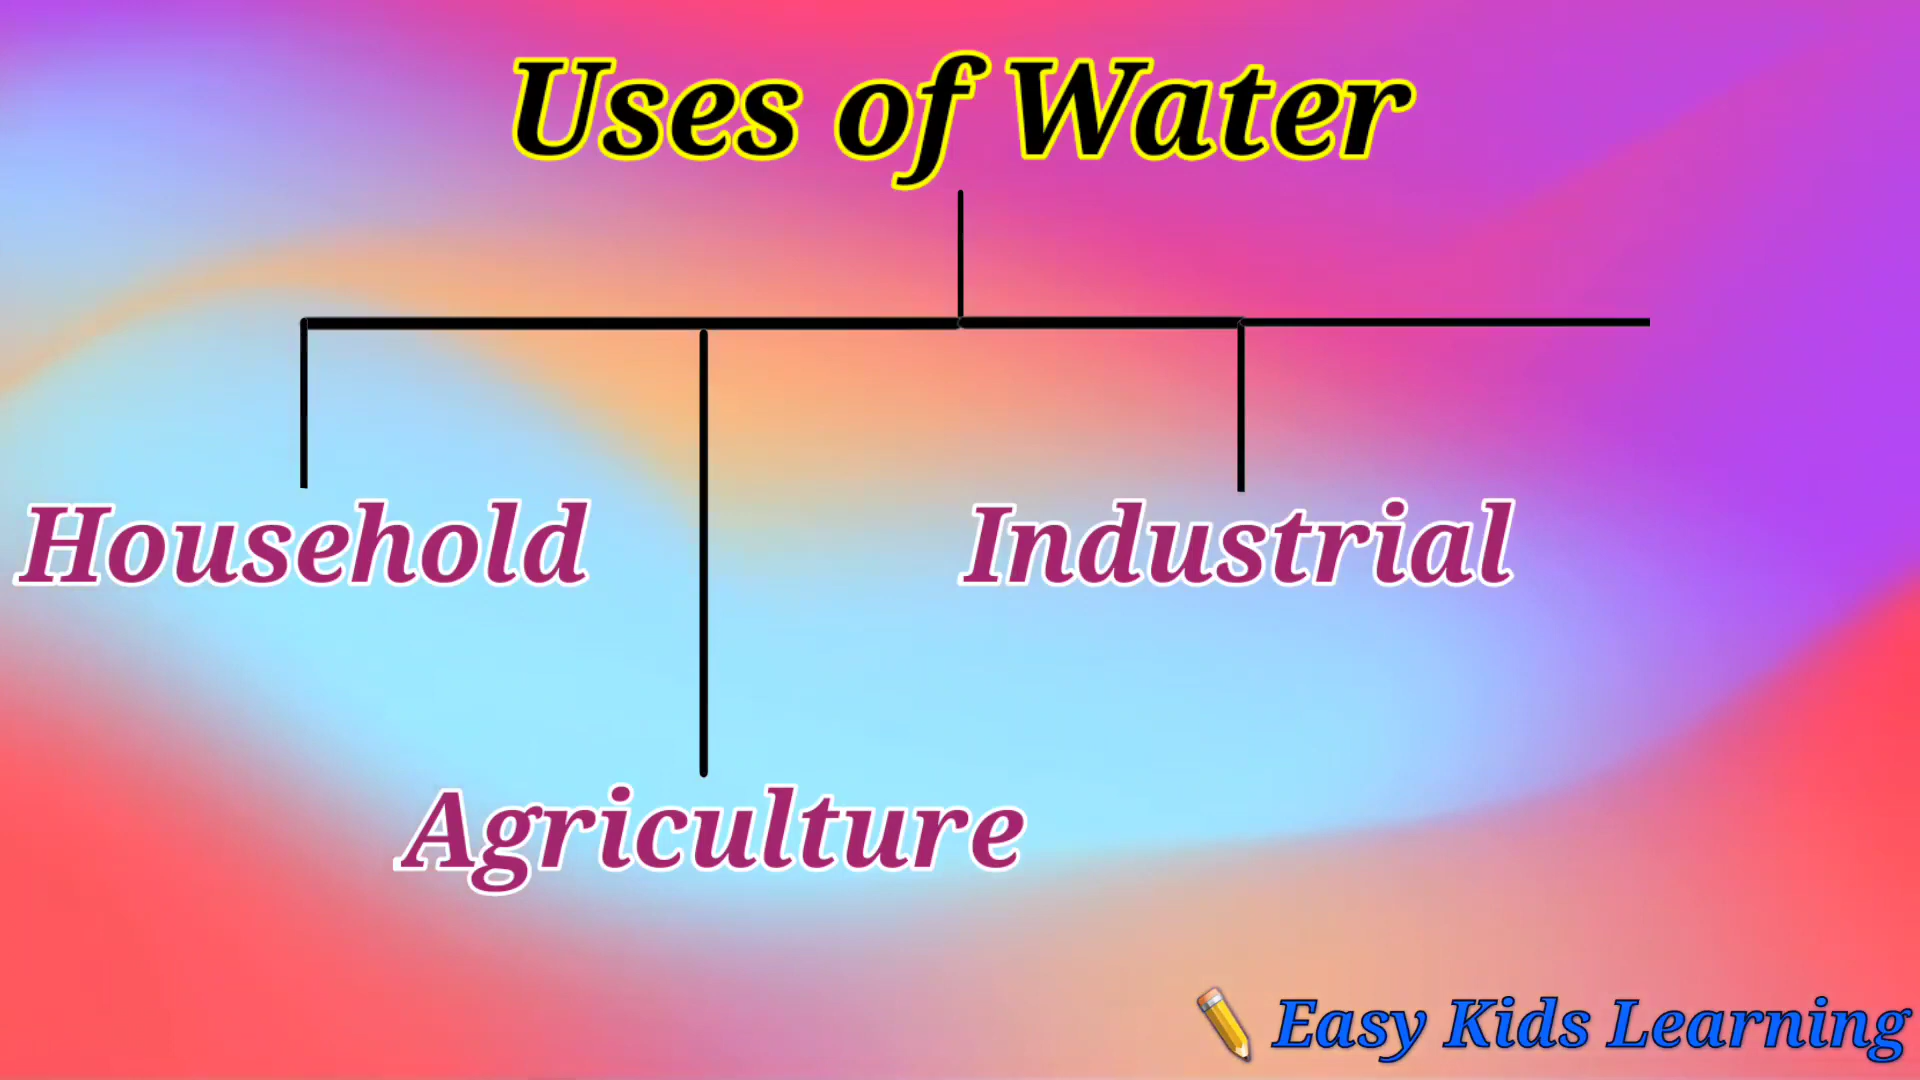 Uses of Water
Household
Industrial
Agriculture
Easy Kids Learning